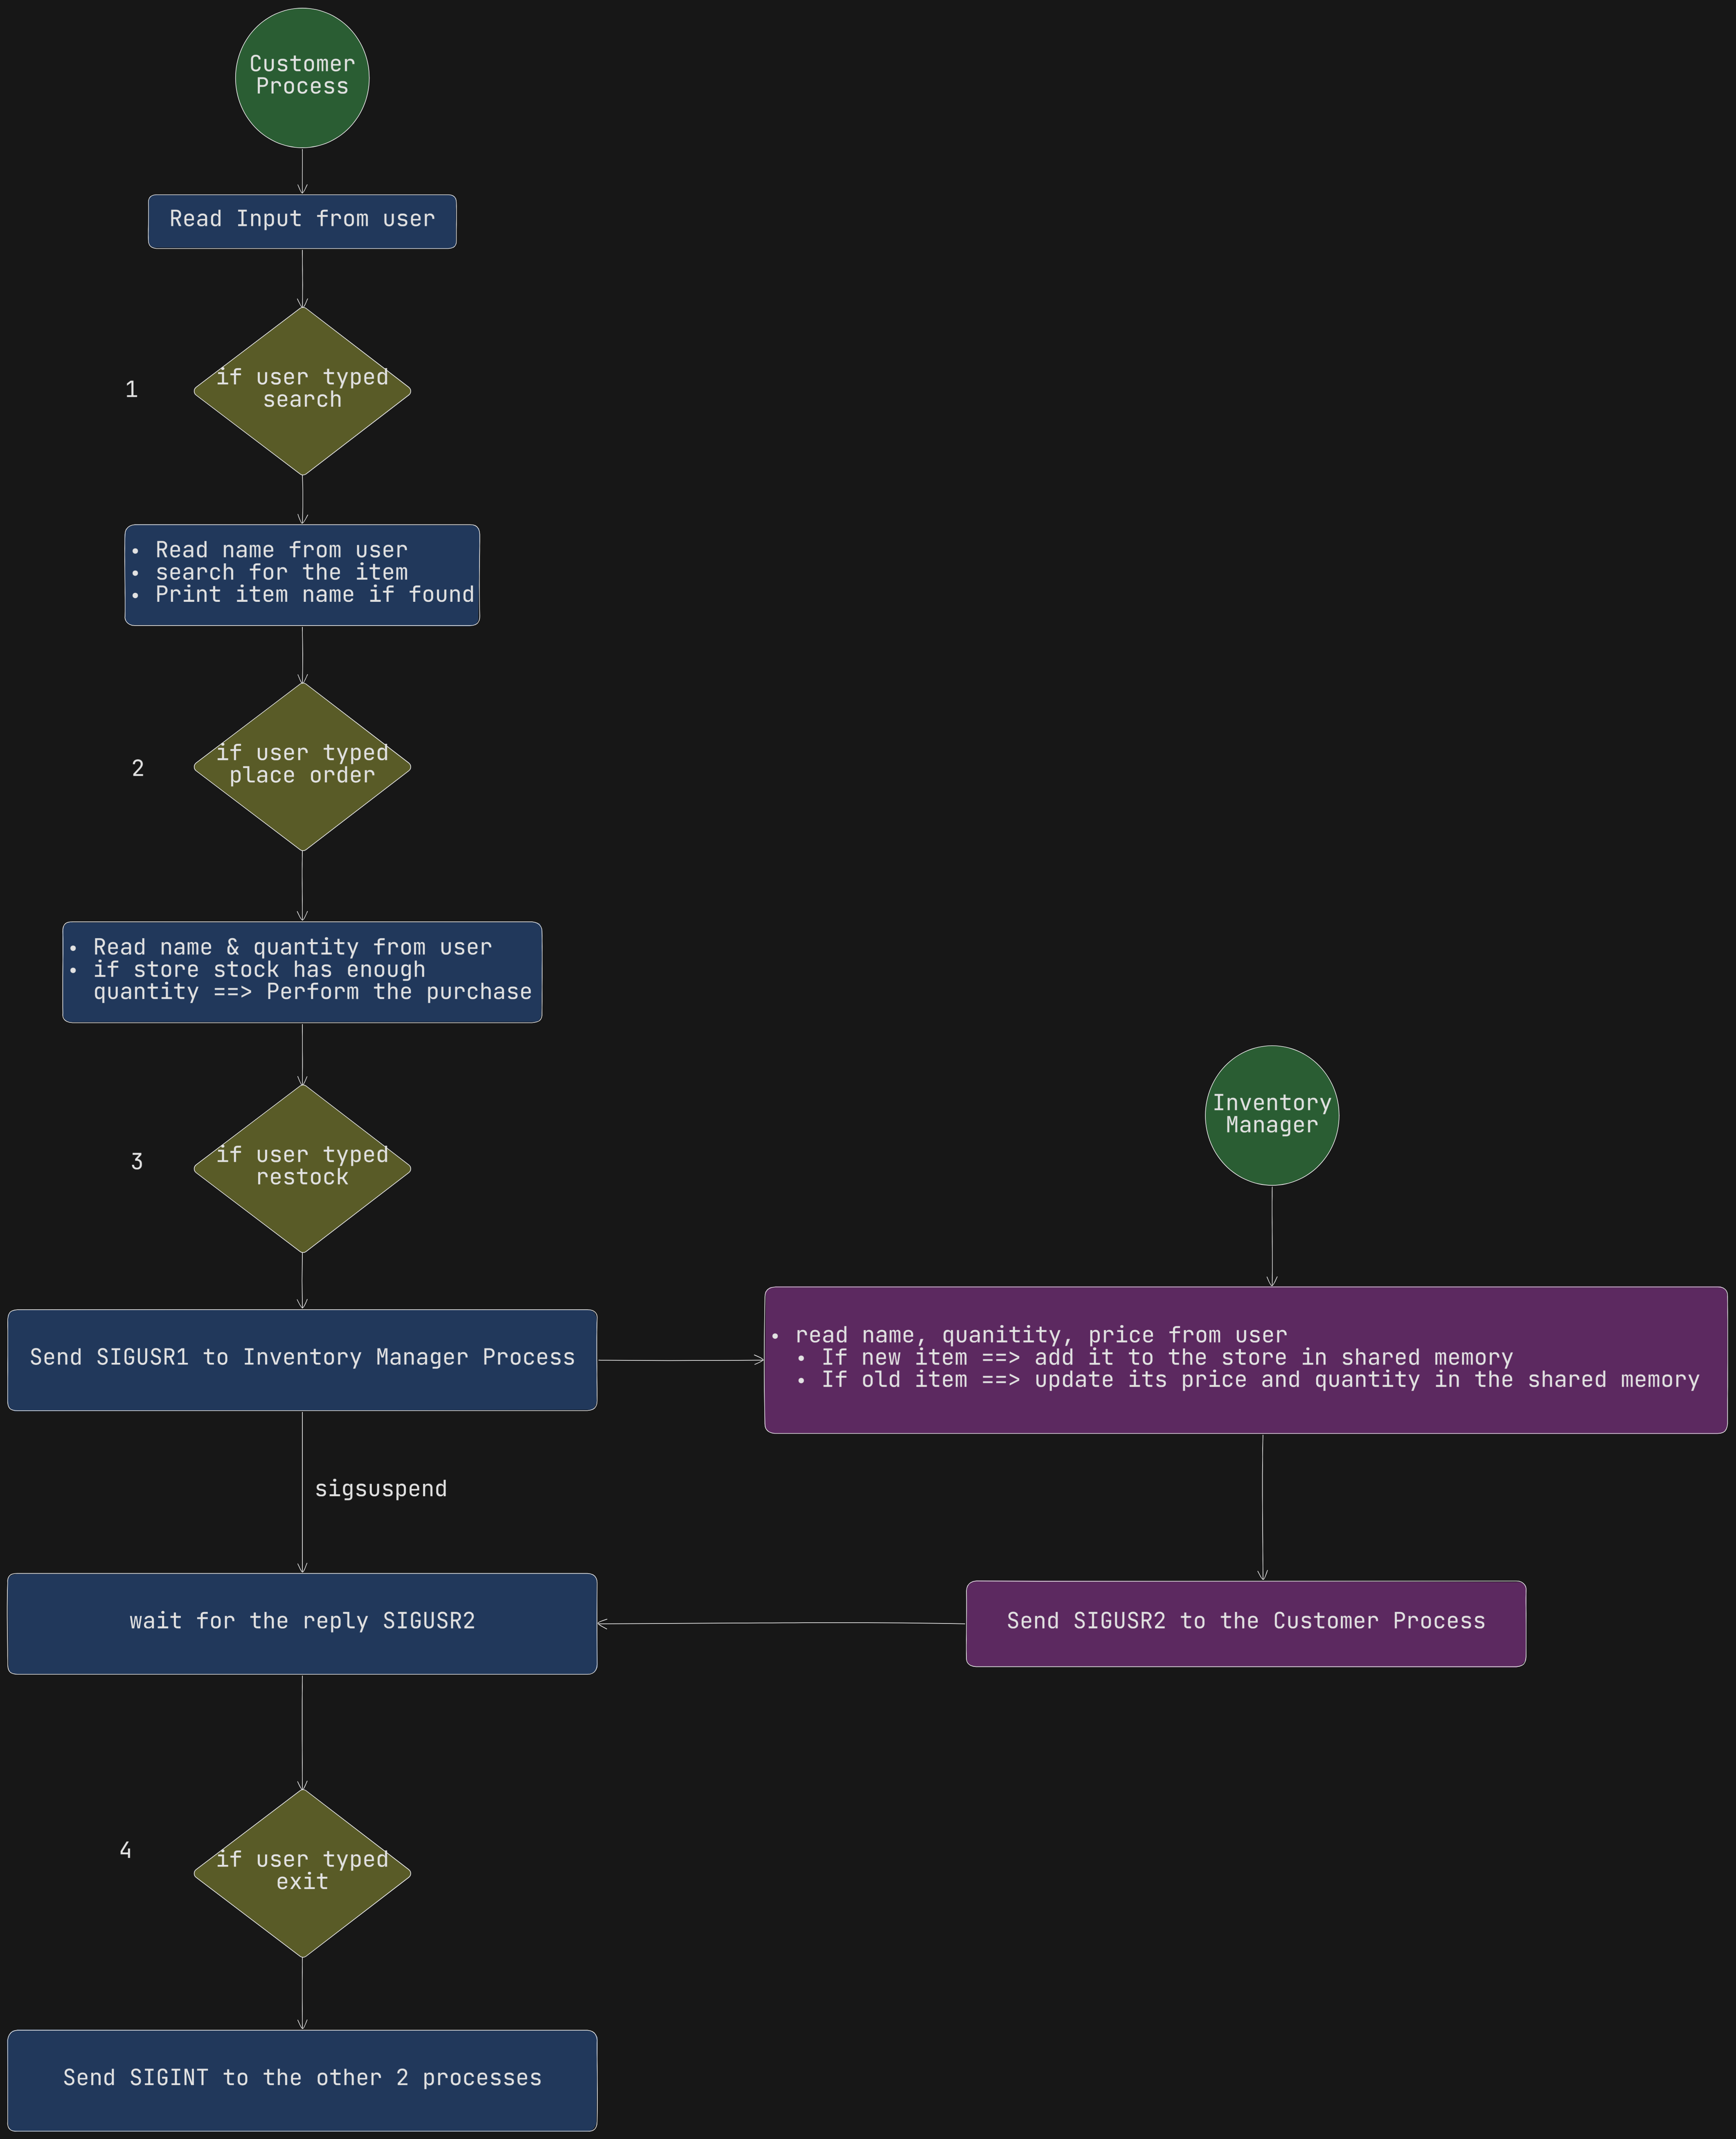 Customer
Process
Read Input from user
1
if user typed
search
• Read name from user
• search for the item
• Print item name if found
2
if user typed
place order
• Read name & quantity from user
• if store stock has enough
quantity ==> Perform the purchase
3
if user typed
restock
Inventory
Manager
Send SIGUSR1 to Inventory Manager Process
• read name, quanitity, price from user
• If new item ==> add it to the store in shared memory
• If old item ==> update its price and quantity in the shared memory
sigsuspend
wait for the reply SIGUSR2
Send SIGUSR2 to the Customer Process
4
if user typed
exit
Send SIGINT to the other 2 processes